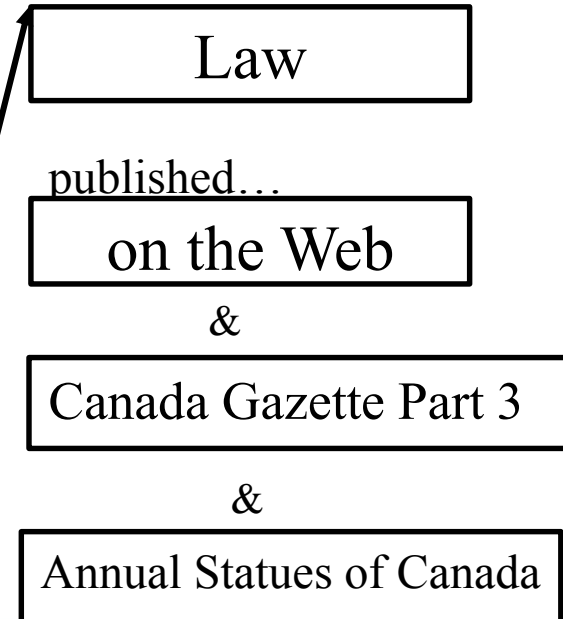 Law
published…
on the Web
&
Canada Gazette Part 3
&
Annual Statues of Canada